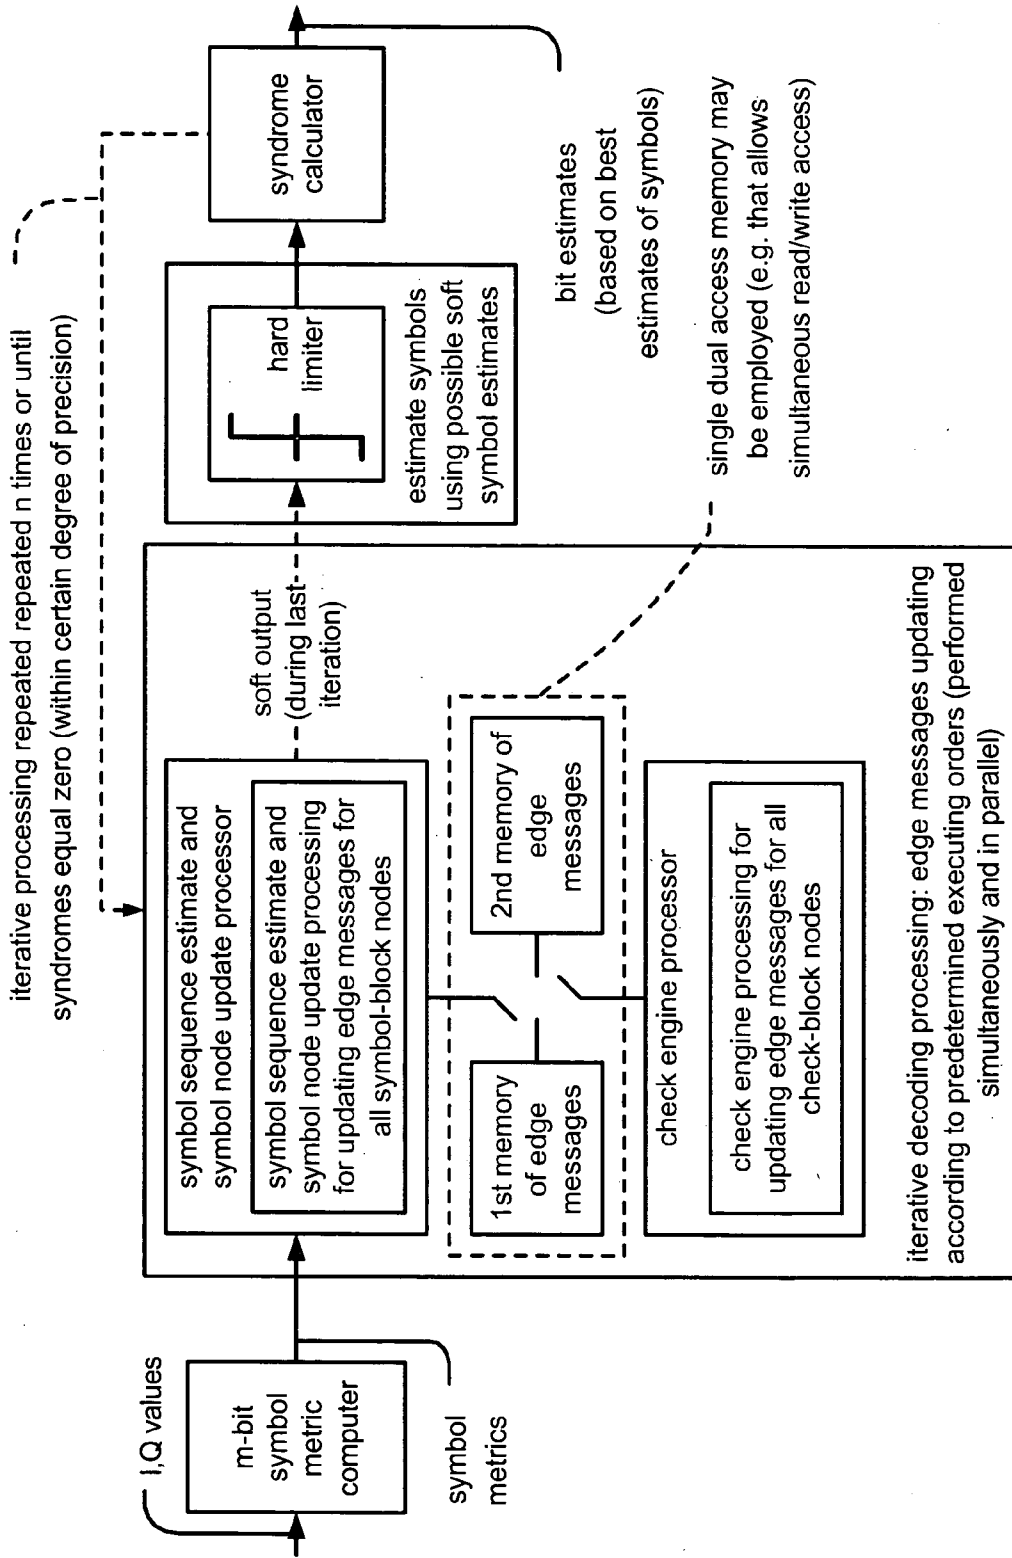 iterative processing repeated repeated n times or until
syndromes equal zero (within certain degree of precision)
I,Q values
m-bit
symbol
metric
computer
symbol
metrics
symbol sequence estimate and
symbol node update processor
symbol sequence estimate and
symbol node update processing
for updating edge messages for
all symbol-block nodes
soft output
(during last-
iteration)
1st memory
of edge
messages
2nd memory of
edge
messages
check engine processor
check engine processing for
updating edge messages for all
check-block nodes
iterative decoding processing: edge messages updating
according to predetermined executing orders (performed
simultaneously and in parallel)
hard
limiter
estimate symbols
using possible soft
symbol estimates
syndrome
calculator
bit estimates
(based on best
estimates of symbols)
single dual access memory may
be employed (e.g. that allows
simultaneous read/write access)